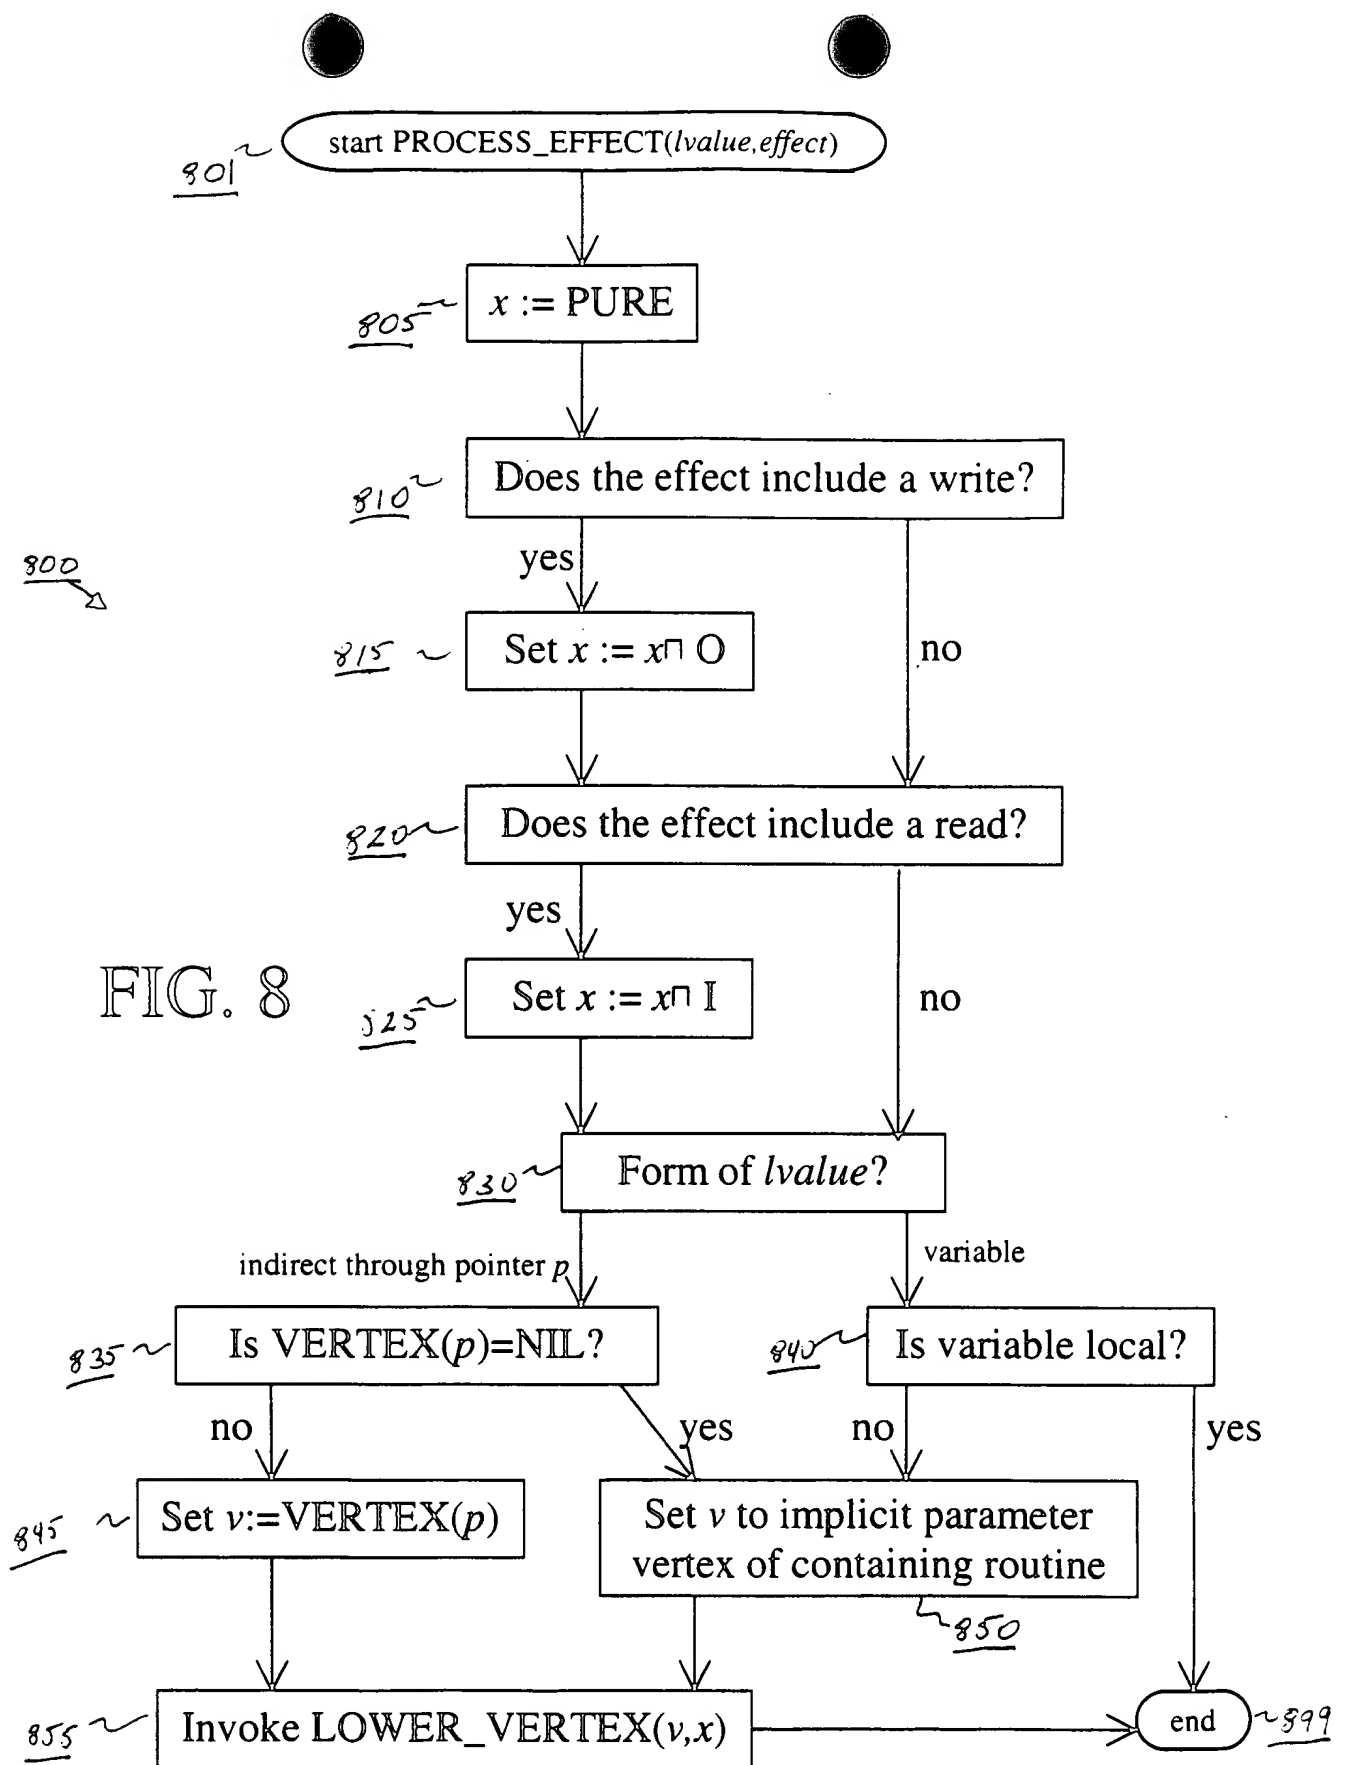 start PROCESS_EFFECT(lvalue,effect)
801
x := PURE
805
Does the effect include a write?
810
yes
800
Set x := x⊓ O
815
no
Does the effect include a read?
820
yes
FIG. 8
Set x := x⊓ I
825
no
Form of lvalue?
830
indirect through pointer p
variable
Is VERTEX(p)=NIL?
835
Is variable local?
840
no
yes
no
yes
Set v:=VERTEX(p)
845
Set v to implicit parameter
vertex of containing routine
850
Invoke LOWER_VERTEX(v,x)
855
end
899